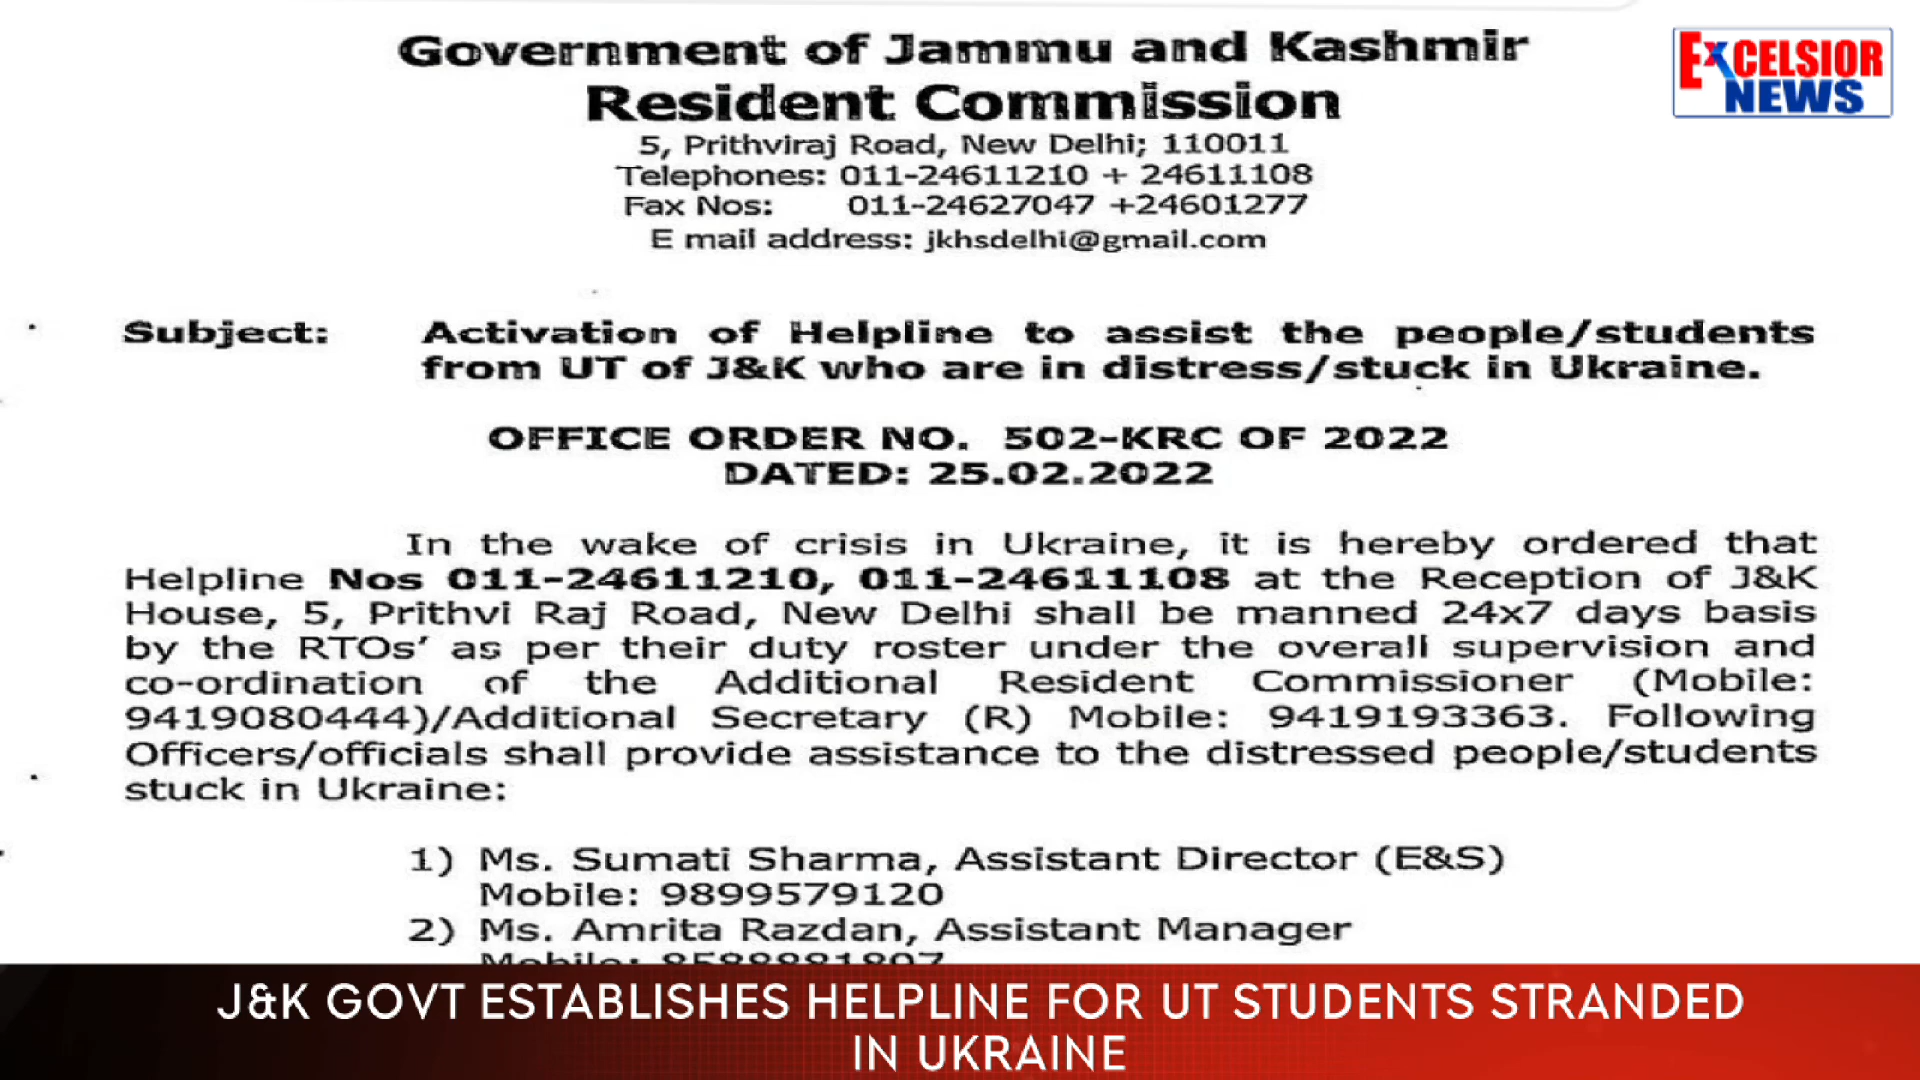 Government of Jammu and Kashmir
Resident Commission
5, Prithviraj Road, New Delhi; 110011
Telephones: 011-24611210 + 24611108
Fax Nos: 011-24627047 +24601277
E mail address: jkhsdelhi@gmail.com
EXCELSIOR
NEWS
Subject: Activation of Helpline to assist the people/students
from UT of J&K who are in distress/stuck in Ukraine.
OFFICE ORDER NO. 502-KRC OF 2022
DATED: 25.02.2022
In the wake of crisis in Ukraine, it is hereby ordered that
Helpline Nos 011-24611210, 011-24611108 at the Reception of J&K
House, 5, Prithvi Raj Road, New Delhi shall be manned 24x7 days basis
by the RTOs’ as per their duty roster under the overall supervision and
co-ordination of the Additional Resident Commissioner (Mobile:
9419080444)/Additional Secretary (R) Mobile: 9419193363. Following
Officers/officials shall provide assistance to the distressed people/students
stuck in Ukraine:
1) Ms. Sumati Sharma, Assistant Director (E&S)
Mobile: 9899579120
2) Ms. Amrita Razdan, Assistant Manager
Mobile:
J&K GOVT ESTABLISHES HELPLINE FOR UT STUDENTS STRANDED
IN UKRAINE